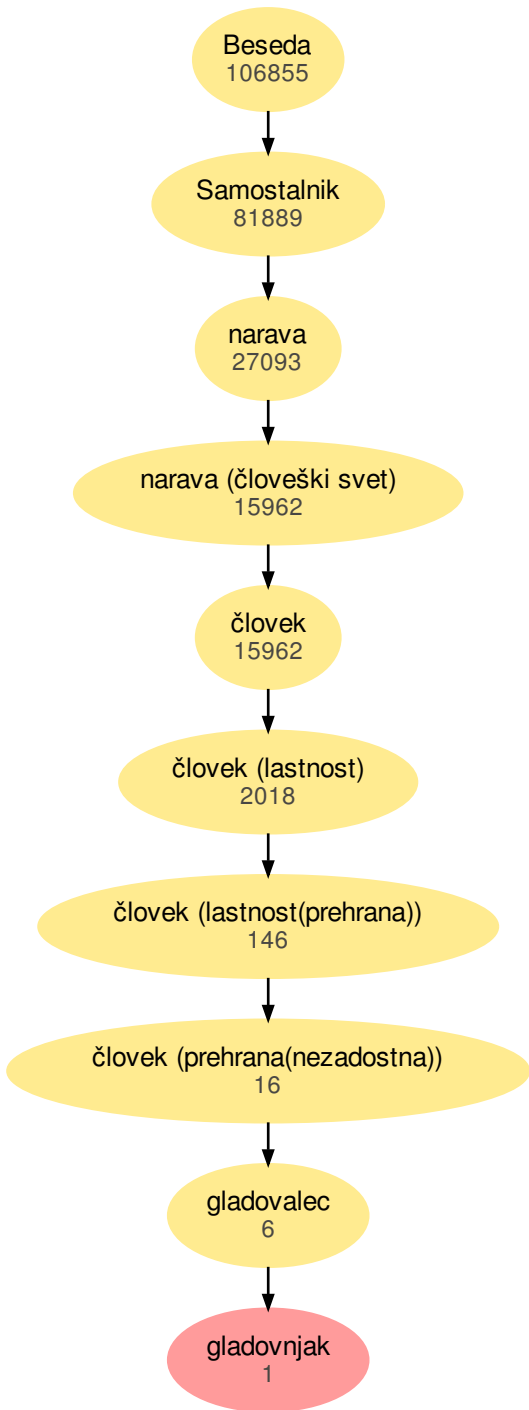 Beseda
106855
Samostalnik
81889
narava
27093
narava (človeški svet)
15962
človek
15962
človek (lastnost)
2018
človek (lastnost(prehrana))
146
človek (prehrana(nezadostna))
16
gladovalec
6
gladovnjak
1